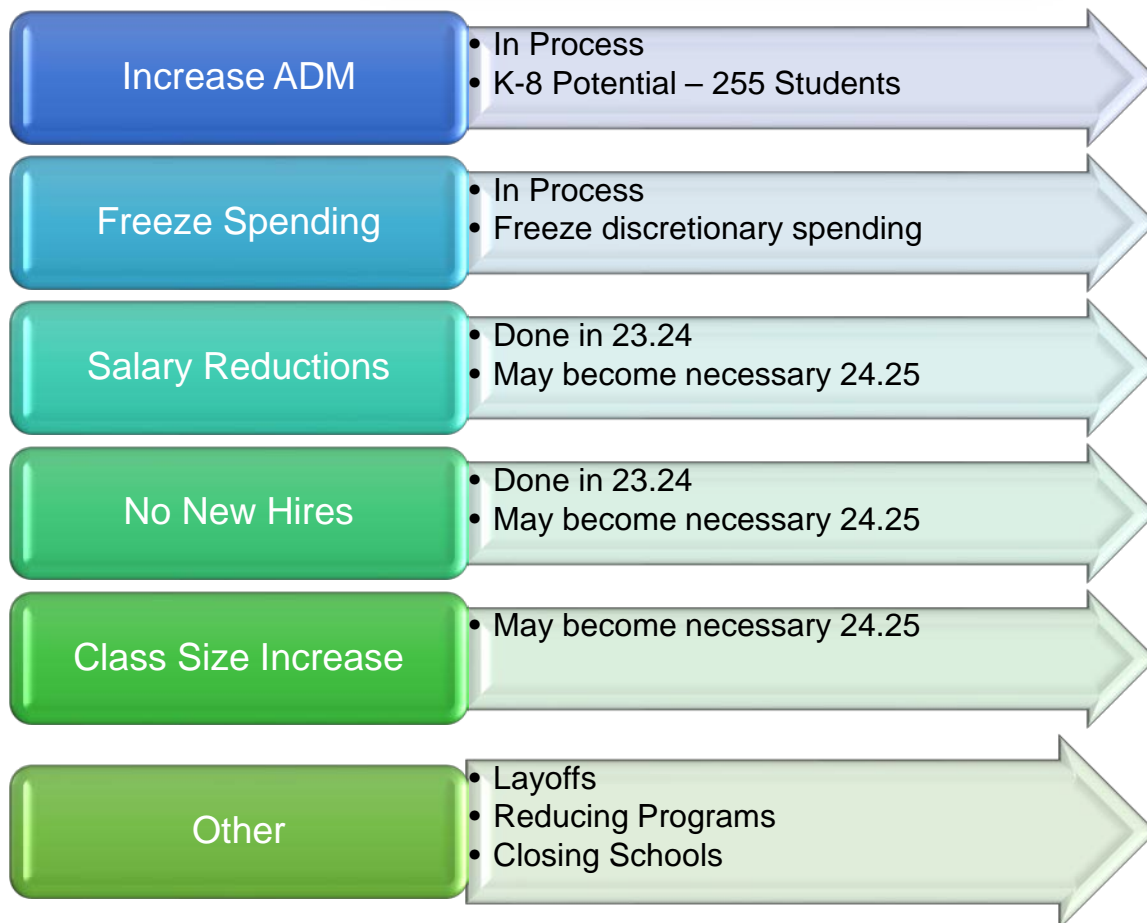 Increase ADM
• In Process
• K-8 Potential – 255 Students
Freeze Spending
• In Process
• Freeze discretionary spending
Salary Reductions
• Done in 23.24
• May become necessary 24.25
No New Hires
• Done in 23.24
• May become necessary 24.25
Class Size Increase
• May become necessary 24.25
Other
• Layoffs
• Reducing Programs
• Closing Schools